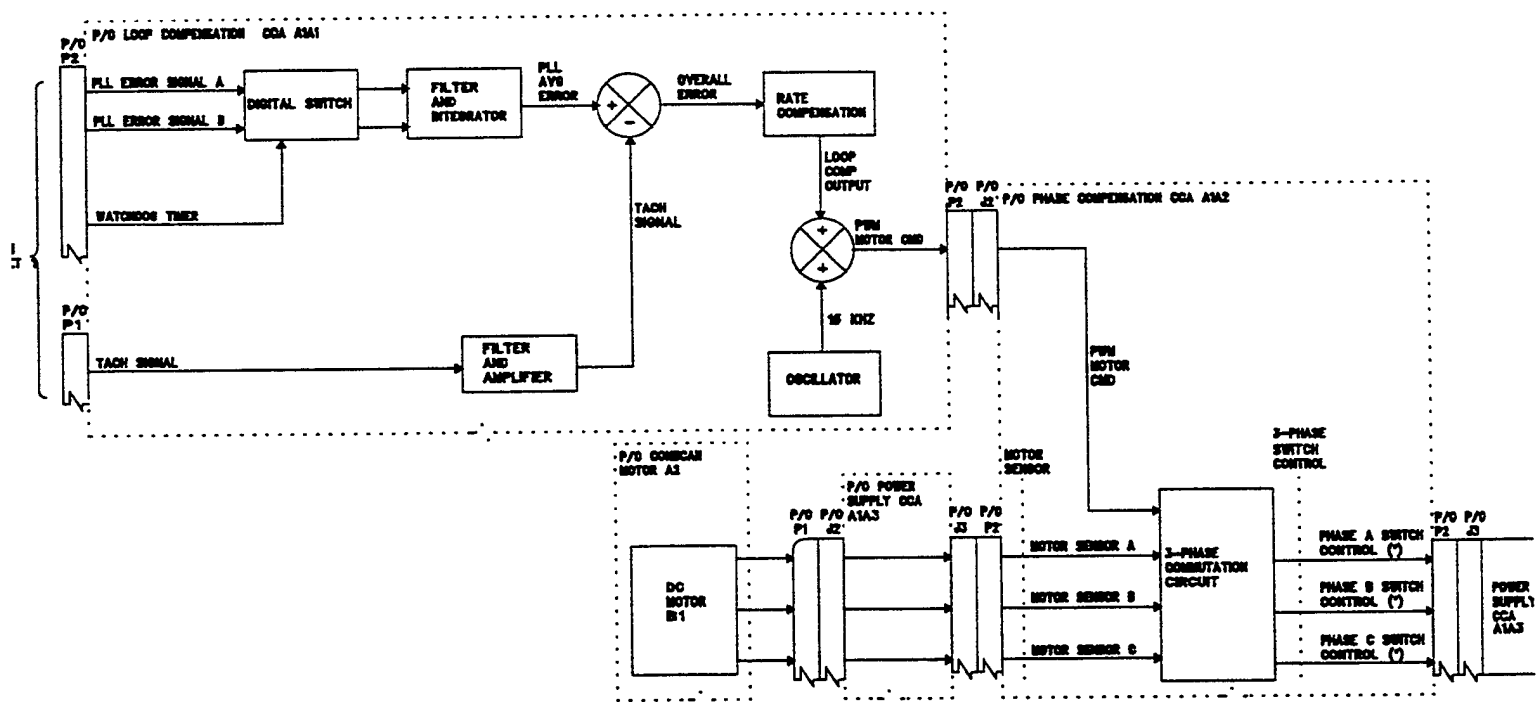 P/O LOOP COMPENSATION CCA A1A1
P/O
P2
PLL ERROR SIGNAL A
PLL ERROR SIGNAL B
WATCHDOG TIMER
DIGITAL SWITCH
FILTER
AND
INTEGRATOR
PLL
AVG
ERROR
+
-
OVERALL
ERROR
RATE
COMPENSATION
LOOP
COMP
OUTPUT
TACH
SIGNAL
+
+
PWM
MOTOR CMD
P/O P/O
P2 J2
P/O PHASE COMPENSATION CCA A1A2
P/O
P1
TACH SIGNAL
FILTER
AND
AMPLIFIER
16 KHZ
OSCILLATOR
PWM
MOTOR
CMD
P/O CONSCAN
MOTOR A2
DC
MOTOR
B1
P/O P/O
P1 J2
P/O POWER
SUPPLY CCA
A1A3
P/O P/O
J3 P2
MOTOR
SENSOR
MOTOR SENSOR A
MOTOR SENSOR B
MOTOR SENSOR C
3-PHASE
COMMUTATION
CIRCUIT
3-PHASE
SWITCH
CONTROL
PHASE A SWITCH
CONTROL (*)
PHASE B SWITCH
CONTROL (*)
PHASE C SWITCH
CONTROL (*)
P/O P/O
P2 J3
POWER
SUPPLY
CCA
A1A3